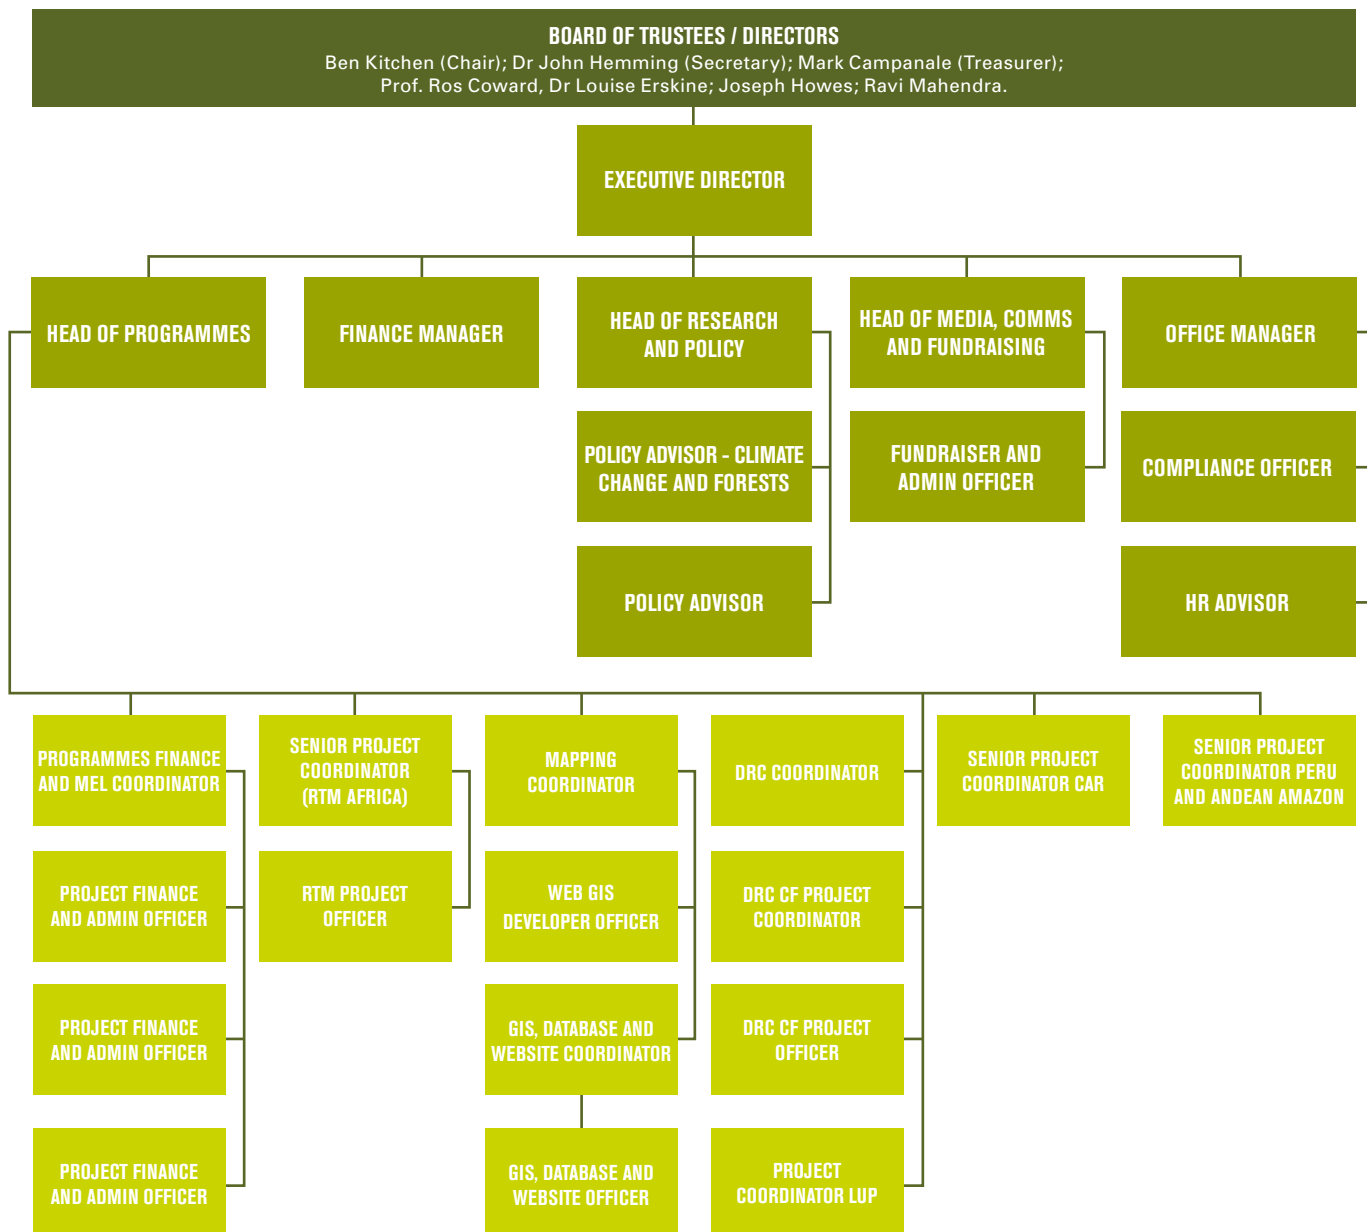 BOARD OF TRUSTEES / DIRECTORS
Ben Kitchen (Chair); Dr John Hemming (Secretary); Mark Campanale (Treasurer);
Prof. Ros Coward, Dr Louise Erskine; Joseph Howes; Ravi Mahendra.
EXECUTIVE DIRECTOR
HEAD OF PROGRAMMES
FINANCE MANAGER
HEAD OF RESEARCH
AND POLICY
HEAD OF MEDIA, COMMS
AND FUNDRAISING
OFFICE MANAGER
POLICY ADVISOR - CLIMATE
CHANGE AND FORESTS
FUNDRAISER AND
ADMIN OFFICER
COMPLIANCE OFFICER
POLICY ADVISOR
HR ADVISOR
PROGRAMMES FINANCE
AND MEL COORDINATOR
SENIOR PROJECT
COORDINATOR
(RTM AFRICA)
MAPPING
COORDINATOR
DRC COORDINATOR
SENIOR PROJECT
COORDINATOR CAR
SENIOR PROJECT
COORDINATOR PERU
AND ANDEAN AMAZON
PROJECT FINANCE
AND ADMIN OFFICER
RTM PROJECT
OFFICER
WEB GIS
DEVELOPER OFFICER
DRC CF PROJECT
COORDINATOR
PROJECT FINANCE
AND ADMIN OFFICER
GIS, DATABASE AND
WEBSITE COORDINATOR
DRC CF PROJECT
OFFICER
PROJECT FINANCE
AND ADMIN OFFICER
GIS, DATABASE AND
WEBSITE OFFICER
PROJECT
COORDINATOR LUP